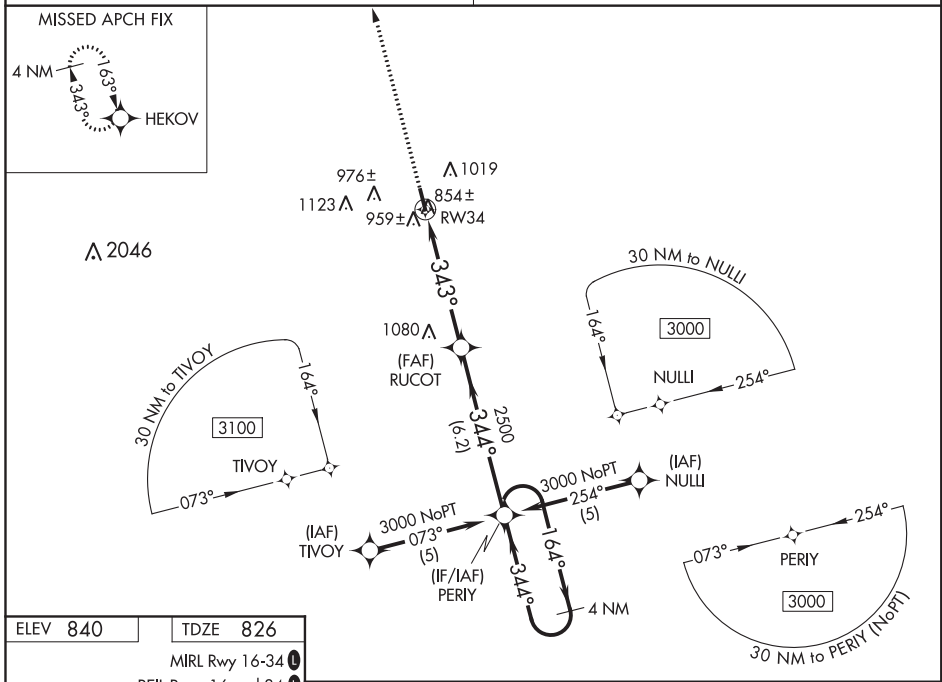 MISSED APCH FIX
4 NM
163°
343°
HEKOV
976±
1019
1123
854±
959±
RW34
2046
343°
1080
(FAF)
RUCOT
30 NM to NULLI
164°
3000
NULLI
254°
30 NM to TIVOY
164°
3100
TIVOY
073°
2500
344°
(6.2)
(IAF)
TIVOY
3000 NoPT
073°
(5)
3000 NoPT
254°
(5)
(IAF)
NULLI
(IF/IAF)
PERIY
344°
164°
4 NM
073°
254°
PERIY
3000
30 NM to PERIY (NoPT)
ELEV 840
TDZE 826
MIRL Rwy 16-34 L